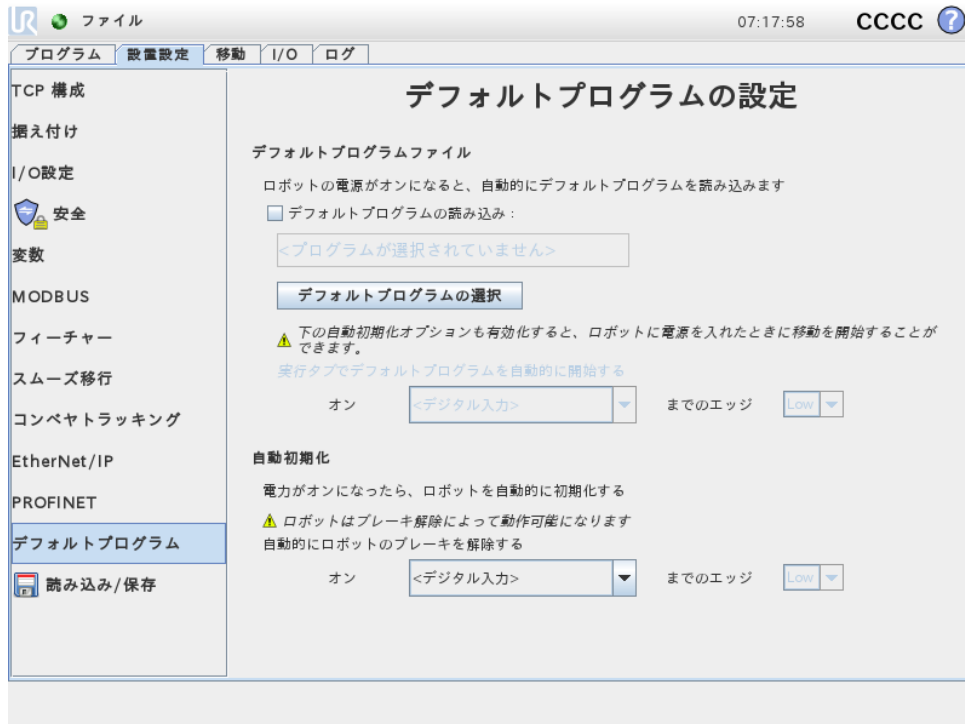 UR ファイル 07:17:58 CCCC ?
プログラム 設置設定 移動 I/O ログ
TCP 構成
据え付け
I/O設定
安全
変数
MODBUS
フィーチャー
スムーズ移行
コンベヤトラッキング
EtherNet/IP
PROFINET
デフォルトプログラム
読み込み/保存
デフォルトプログラムの設定
デフォルトプログラムファイル
ロボットの電源がオンになると、自動的にデフォルトプログラムを読み込みます
デフォルトプログラムの読み込み:
<プログラムが選択されていません>
デフォルトプログラムの選択
下の自動初期化オプションも有効化すると、ロボットに電源を入れたときに移動を開始することが
できます。
実行タブでデフォルトプログラムを自動的に開始する
オン <デジタル入力> までのエッジ Low
自動初期化
電力がオンになったら、ロボットを自動的に初期化する
ロボットはブレーキ解除によって動作可能になります
自動的にロボットのブレーキを解除する
オン <デジタル入力> までのエッジ Low